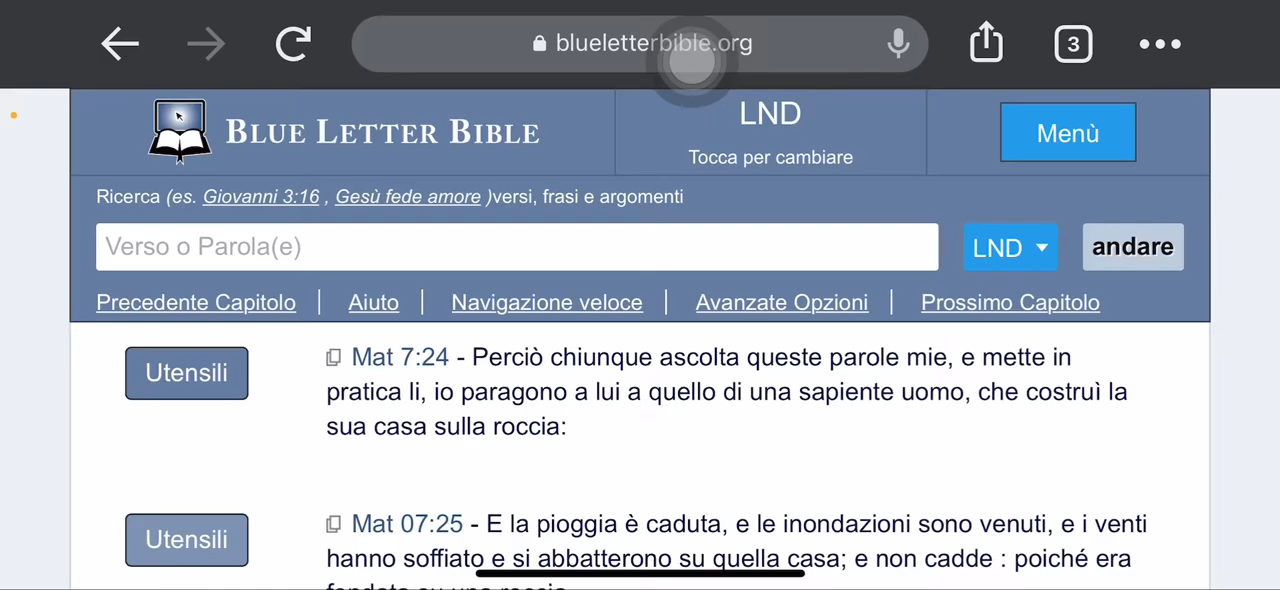 blueletterbible.org
3
BLUE LETTER BIBLE
LND
Tocca per cambiare
Menù
Ricerca (es. Giovanni 3:16 , Gesù fede amore )versi, frasi e argomenti
Verso o Parola(e)
LND
andare
Precedente Capitolo | Aiuto | Navigazione veloce | Avanzate Opzioni | Prossimo Capitolo
Utensili
Mat 7:24 - Perciò chiunque ascolta queste parole mie, e mette in
pratica li, io paragono a lui a quello di una sapiente uomo, che costruì la
sua casa sulla roccia:
Utensili
Mat 07:25 - E la pioggia è caduta, e le inondazioni sono venuti, e i venti
hanno soffiato e si abbatterono su quella casa; e non cadde : poiché era